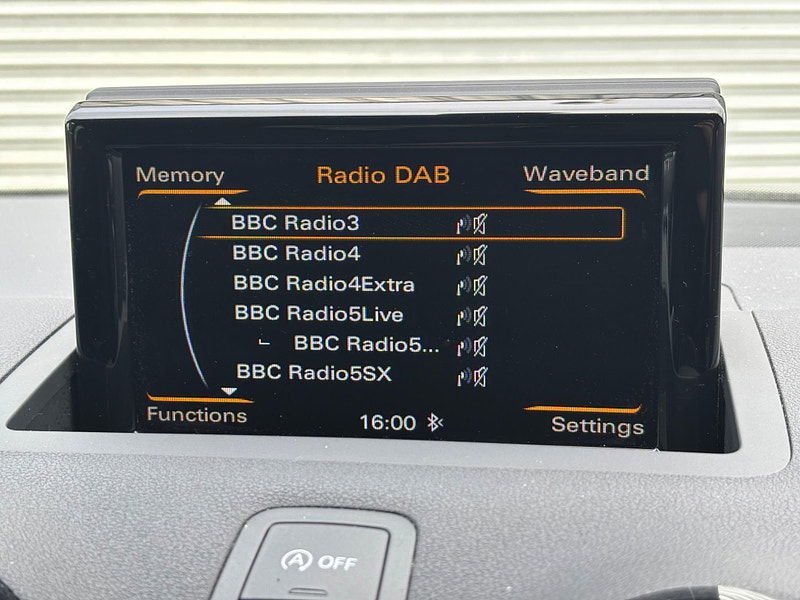 Memory Radio DAB Waveband
BBC Radio3
BBC Radio4
BBC Radio4Extra
BBC Radio5Live
BBC Radio5...
BBC Radio5SX
Functions 16:00 Settings
A OFF